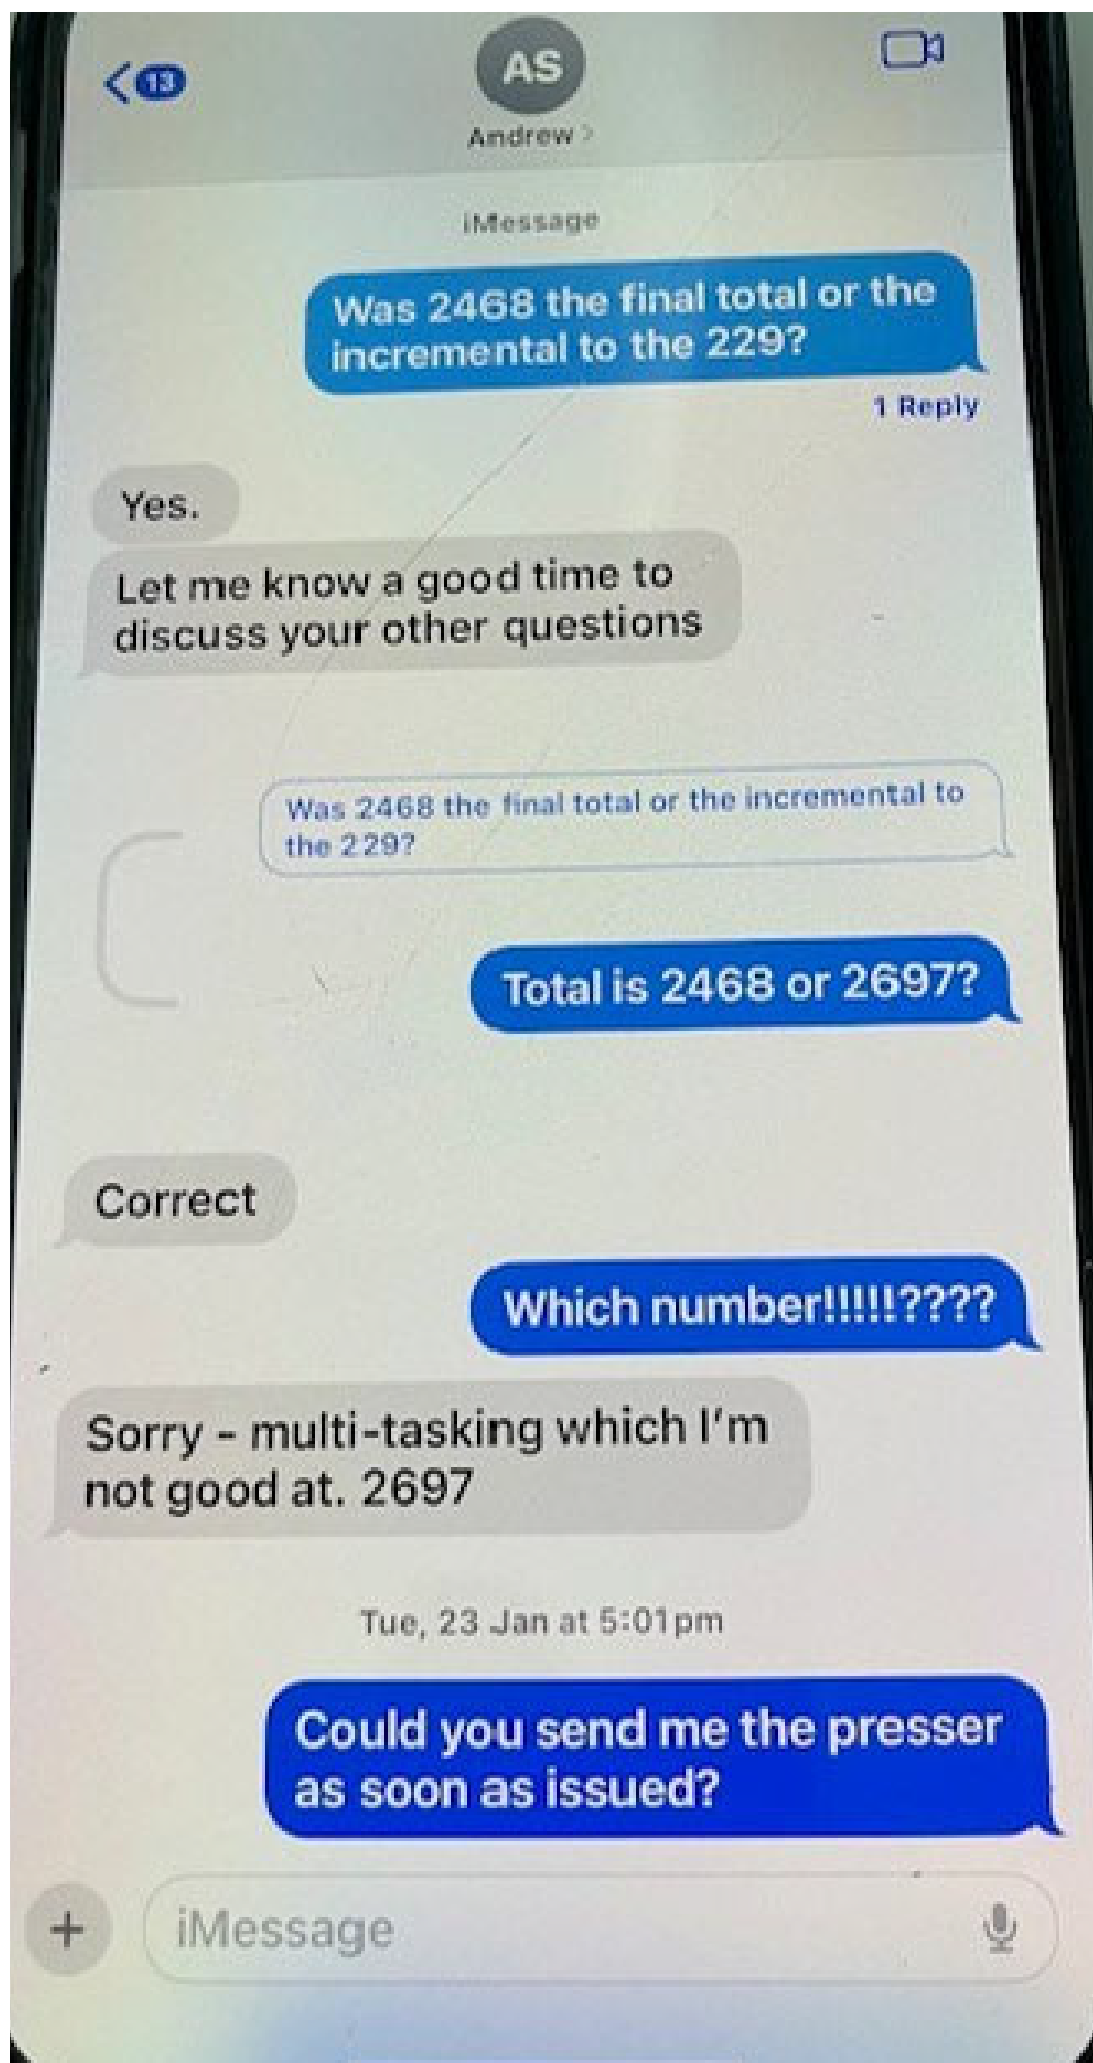 13
AS
Andrew >
iMessage
Was 2468 the final total or the
incremental to the 229?
1 Reply
Yes.
Let me know a good time to
discuss your other questions
Was 2468 the final total or the incremental to
the 229?
Total is 2468 or 2697?
Correct
Which number!!!!!????
Sorry - multi-tasking which I'm
not good at. 2697
Tue, 23 Jan at 5:01pm
Could you send me the presser
as soon as issued?
+
iMessage